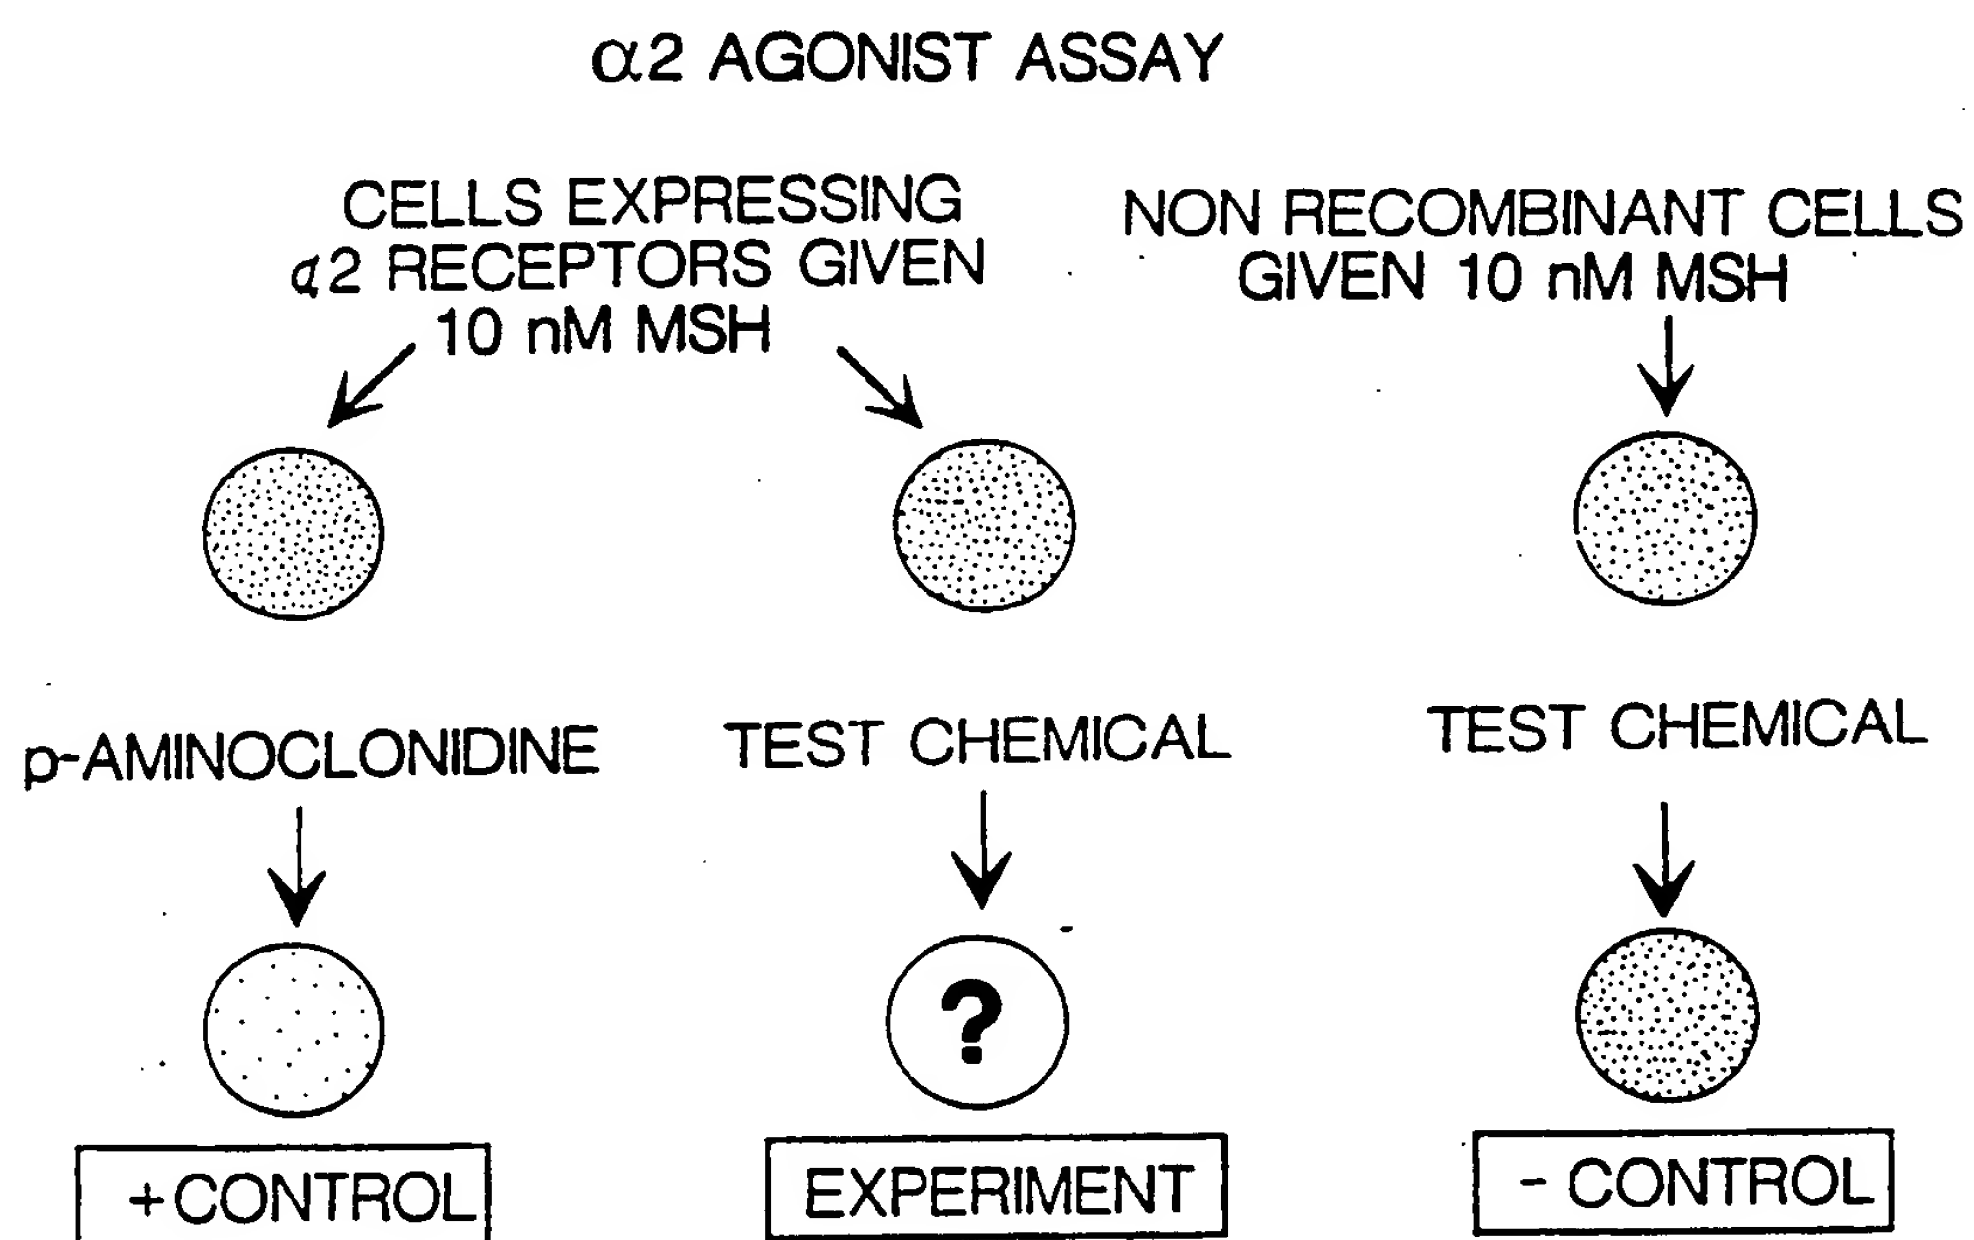 α2 AGONIST ASSAY
CELLS EXPRESSING
α2 RECEPTORS GIVEN
10 nM MSH
NON RECOMBINANT CELLS
GIVEN 10 nM MSH
p-AMINOCLONIDINE
TEST CHEMICAL
TEST CHEMICAL
?
+CONTROL
EXPERIMENT
- CONTROL